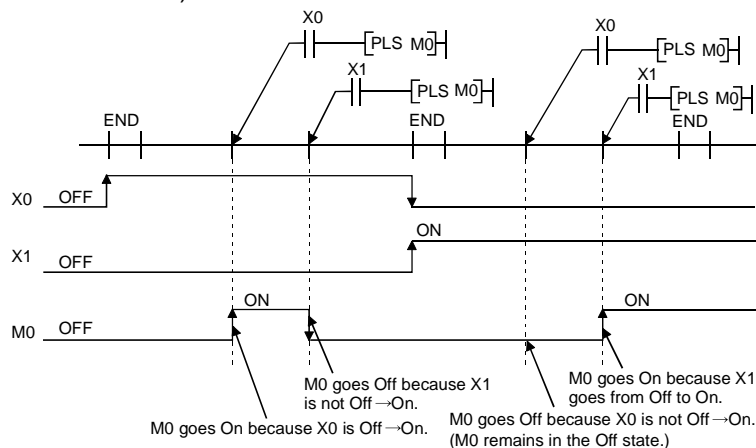 X0
[PLS M0]
X1
[PLS M0]
X0
[PLS M0]
X1
[PLS M0]
END
END
END
X0 OFF
ON
X1 OFF
ON
ON
M0 OFF
M0 goes On because X0 is Off→On.
M0 goes Off because X1
is not Off→On.
M0 goes Off because X0 is not Off→On.
(M0 remains in the Off state.)
M0 goes On because X1
goes from Off to On.